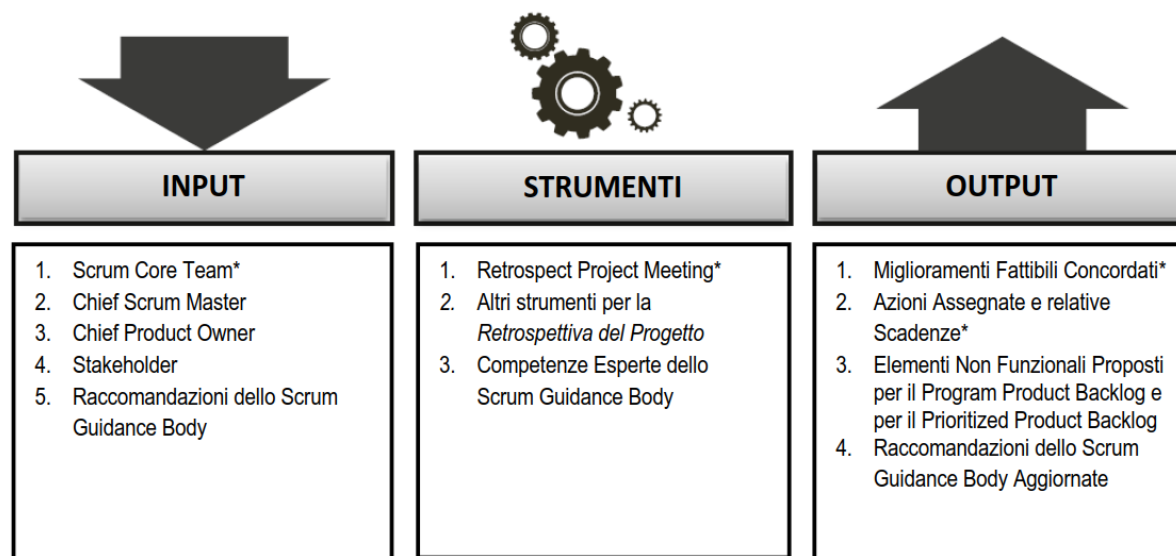 INPUT
1. Scrum Core Team*
2. Chief Scrum Master
3. Chief Product Owner
4. Stakeholder
5. Raccomandazioni dello Scrum
Guidance Body
STRUMENTI
1. Retrospect Project Meeting*
2. Altri strumenti per la
Retrospettiva del Progetto
3. Competenze Esperte dello
Scrum Guidance Body
OUTPUT
1. Miglioramenti Fattibili Concordati*
2. Azioni Assegnate e relative
Scadenze*
3. Elementi Non Funzionali Proposti
per il Program Product Backlog e
per il Prioritized Product Backlog
4. Raccomandazioni dello Scrum
Guidance Body Aggiornate